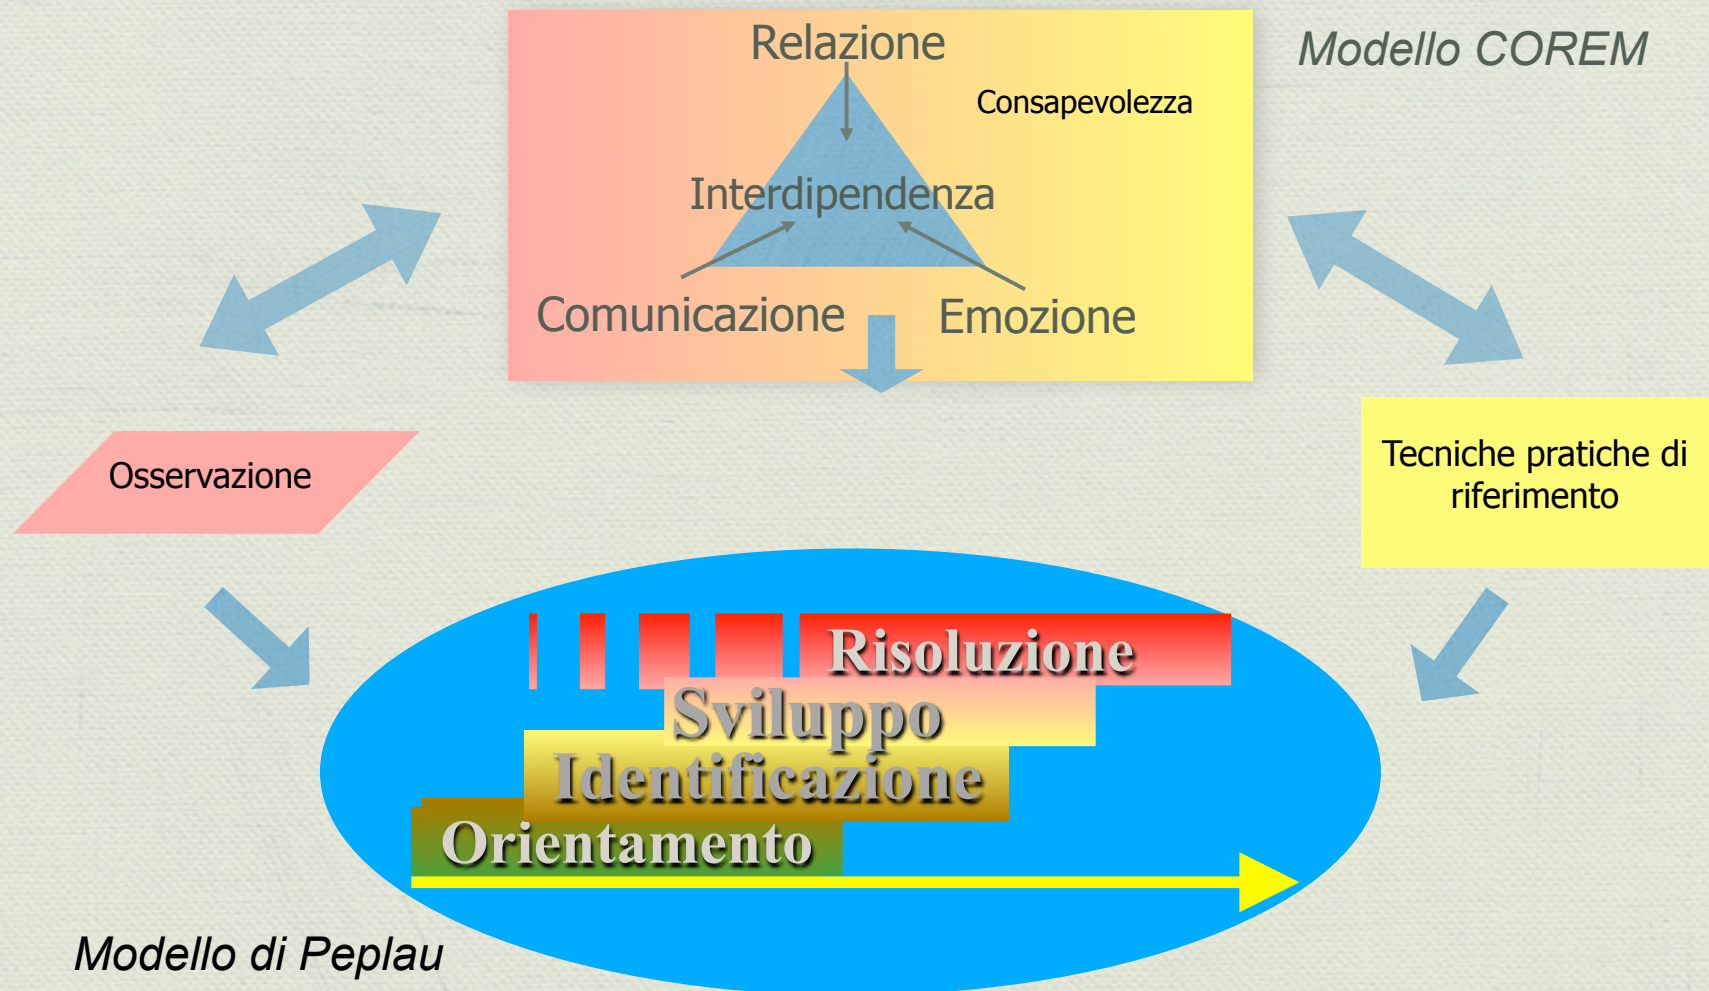 Relazione
Modello COREM
Consapevolezza
Interdipendenza
Comunicazione
Emozione
Osservazione
Tecniche pratiche di
riferimento
Risoluzione
Sviluppo
Identificazione
Orientamento
Modello di Peplau